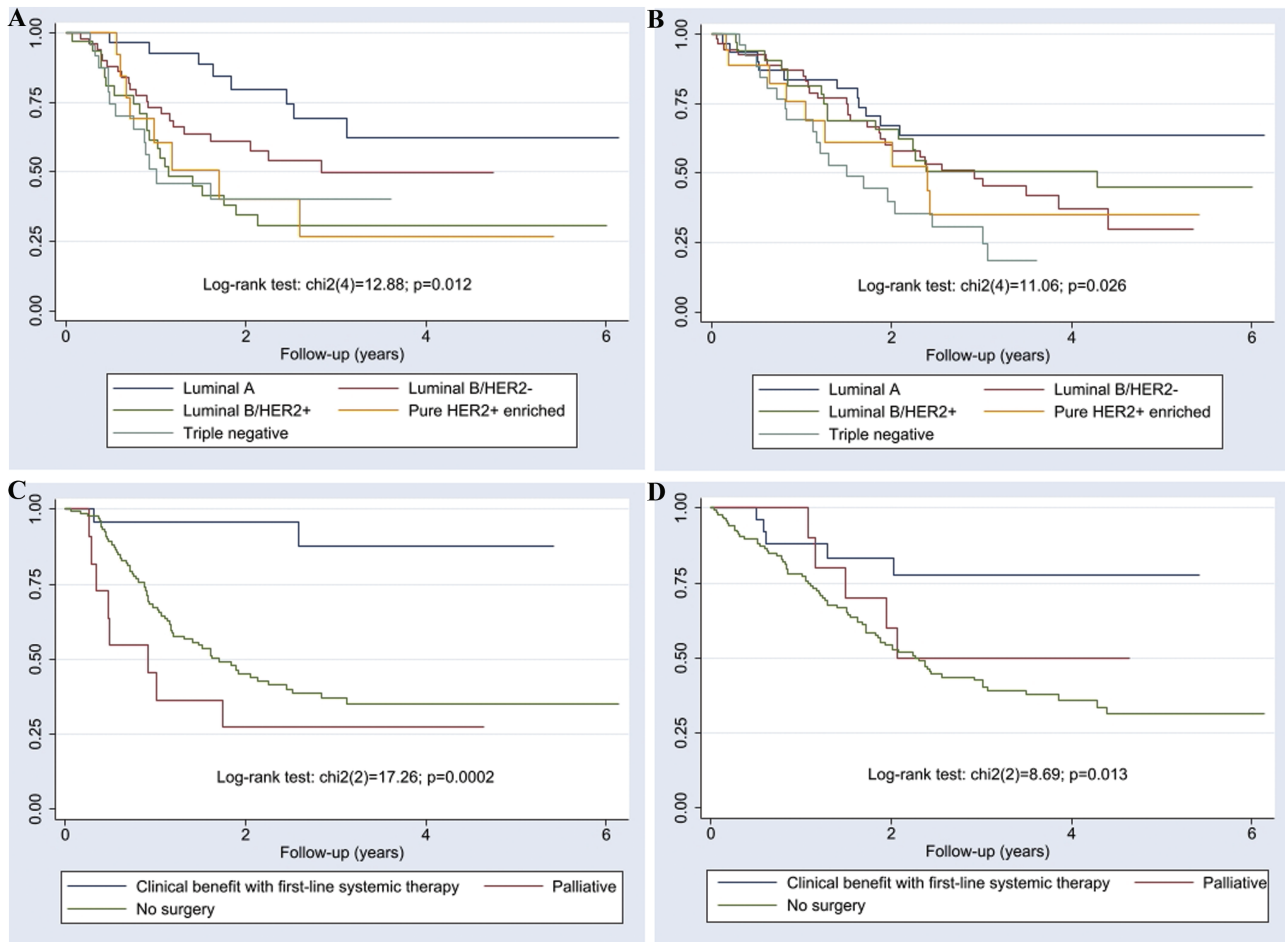 A
1.00
0.75
0.50
0.25
0.00
Log-rank test: chi2(4)=12.88; p=0.012
0 2 4 6
Follow-up (years)
Luminal A Luminal B/HER2-
Luminal B/HER2+ Pure HER2+ enriched
Triple negative
B
1.00
0.75
0.50
0.25
0.00
Log-rank test: chi2(4)=11.06; p=0.026
0 2 4 6
Follow-up (years)
Luminal A Luminal B/HER2-
Luminal B/HER2+ Pure HER2+ enriched
Triple negative
C
1.00
0.75
0.50
0.25
0.00
Log-rank test: chi2(2)=17.26; p=0.0002
0 2 4 6
Follow-up (years)
Clinical benefit with first-line systemic therapy Palliative
No surgery
D
1.00
0.75
0.50
0.25
0.00
Log-rank test: chi2(2)=8.69; p=0.013
0 2 4 6
Follow-up (years)
Clinical benefit with first-line systemic therapy Palliative
No surgery